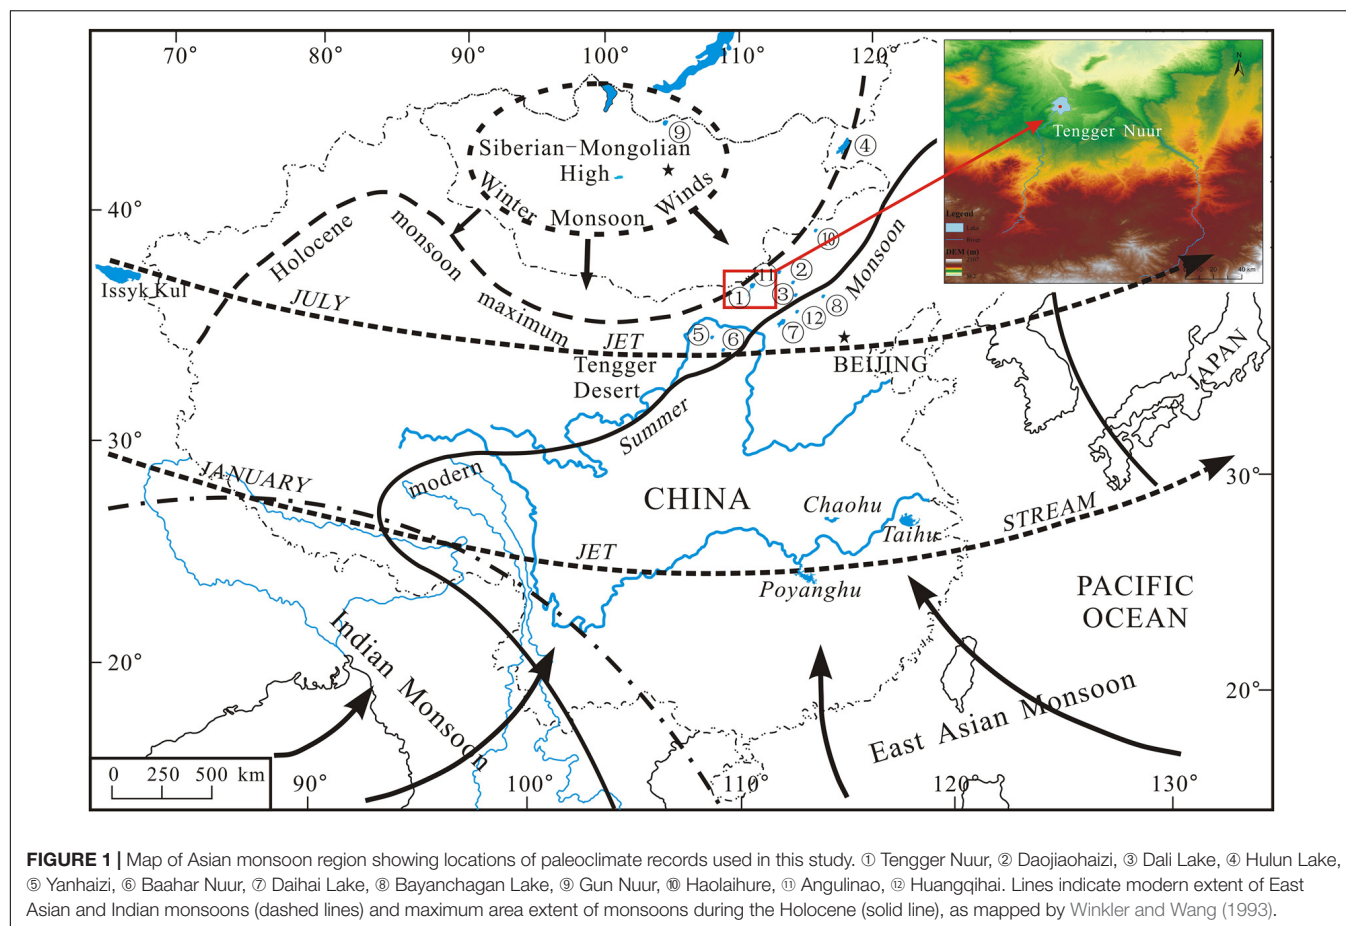 70° 80° 90° 100° 110° 120°
N
Tengger Nuur
Legend
Lake
River
DEM (m)
40 km
⑨
Siberian-Mongolian
High
④
Winter Monsoon Winds
40°
Holocene monsoon maximum
⑩
Monsoon
⑪ ②
Issyk Kul
JULY
① ③ ⑧
⑫
⑤ ⑥ ⑦
JET
Tengger
Desert
BEIJING
JAPAN
Summer
30°
JANUARY
modern
CHINA
30°
Chaohu
STREAM
Taihu
JET
Poyanghu
PACIFIC
OCEAN
Indian Monsoon
20°
20°
East Asian Monsoon
0 250 500 km
90° 100° 110° 120° 130°
FIGURE 1 | Map of Asian monsoon region showing locations of paleoclimate records used in this study. ① Tengger Nuur, ② Daojiaohaizi, ③ Dali Lake, ④ Hulun Lake,
⑤ Yanhaizi, ⑥ Baahar Nuur, ⑦ Daihai Lake, ⑧ Bayanchagan Lake, ⑨ Gun Nuur, ⑩ Haolaihure, ⑪ Angulinao, ⑫ Huangqihai. Lines indicate modern extent of East
Asian and Indian monsoons (dashed lines) and maximum area extent of monsoons during the Holocene (solid line), as mapped by Winkler and Wang (1993).